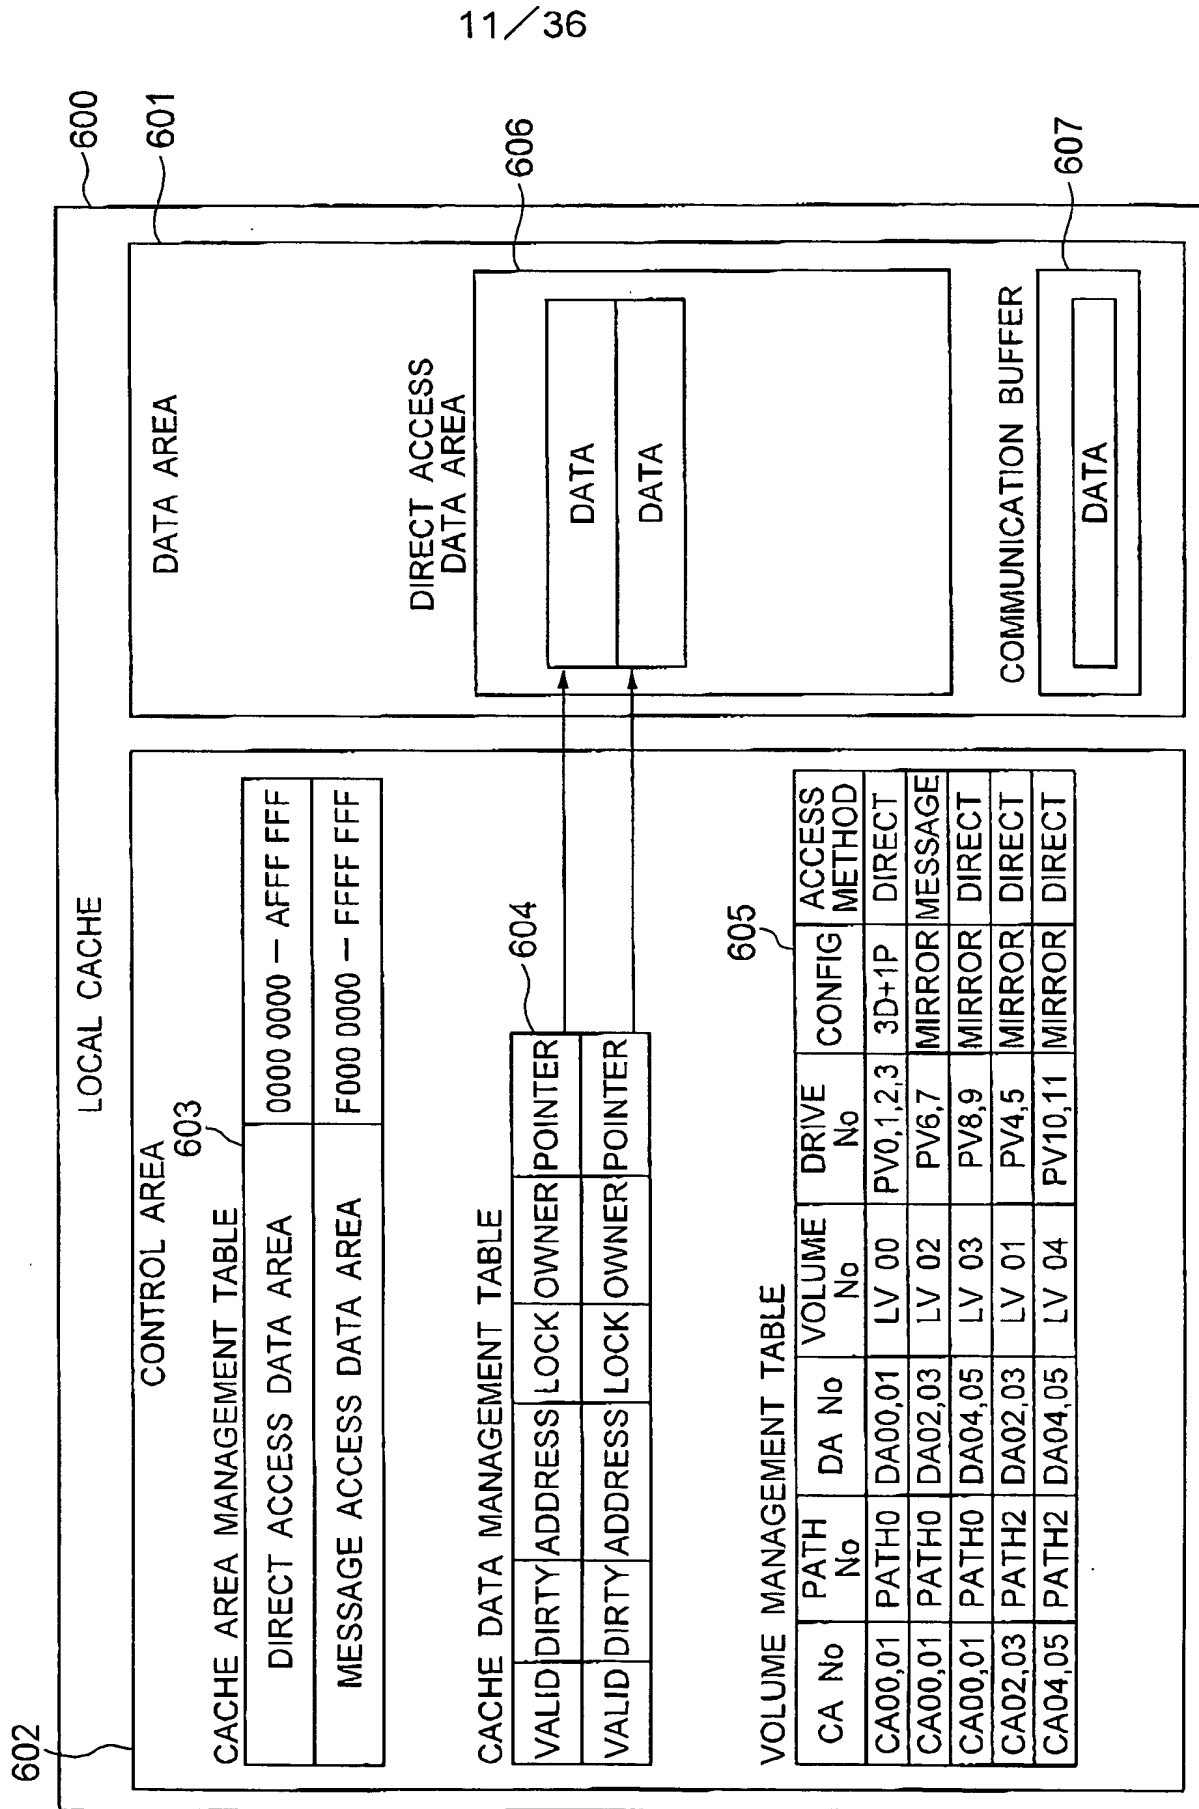 11/36
LOCAL CACHE
600
602
CONTROL AREA
CACHE AREA MANAGEMENT TABLE
603
DIRECT ACCESS DATA AREA 0000 0000 – AFFF FFF
MESSAGE ACCESS DATA AREA F000 0000 – FFFF FFF
CACHE DATA MANAGEMENT TABLE
604
VALID DIRTY ADDRESS LOCK OWNER POINTER
VALID DIRTY ADDRESS LOCK OWNER POINTER
VOLUME MANAGEMENT TABLE
605
CA No PATH No DA No VOLUME No DRIVE No CONFIG ACCESS METHOD
CA00,01 PATH0 DA00,01 LV 00 PV0,1,2,3 3D+1P DIRECT
CA00,01 PATH0 DA02,03 LV 02 PV6,7 MIRROR MESSAGE
CA00,01 PATH0 DA04,05 LV 03 PV8,9 MIRROR DIRECT
CA02,03 PATH2 DA02,03 LV 01 PV4,5 MIRROR DIRECT
CA04,05 PATH2 DA04,05 LV 04 PV10,11 MIRROR DIRECT
601
DATA AREA
DIRECT ACCESS
DATA AREA
606
DATA
DATA
COMMUNICATION BUFFER
607
DATA